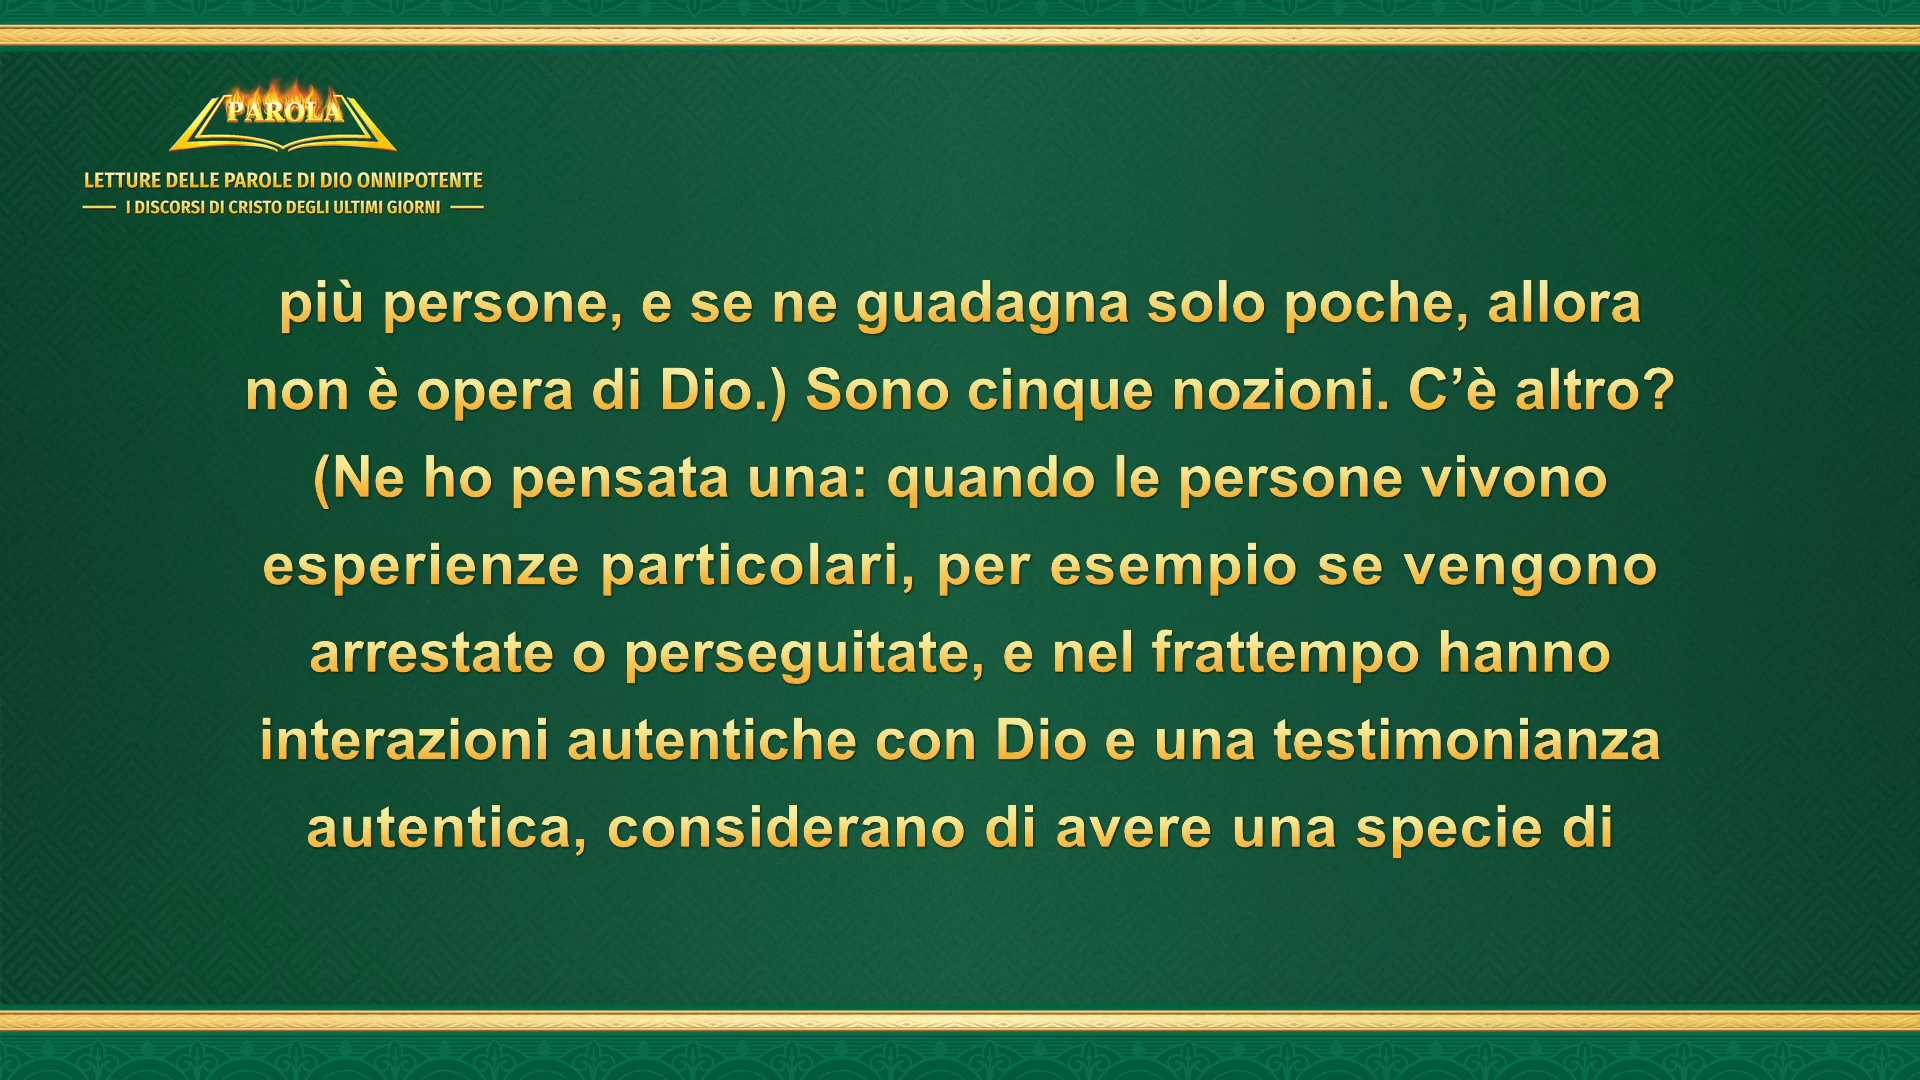 PAROLA
LETTURE DELLE PAROLE DI DIO ONNIPOTENTE
I DISCORSI DI CRISTO DEGLI ULTIMI GIORNI
più persone, e se ne guadagna solo poche, allora
non è opera di Dio.) Sono cinque nozioni. C’è altro?
(Ne ho pensata una: quando le persone vivono
esperienze particolari, per esempio se vengono
arrestate o perseguitate, e nel frattempo hanno
interazioni autentiche con Dio e una testimonianza
autentica, considerano di avere una specie di